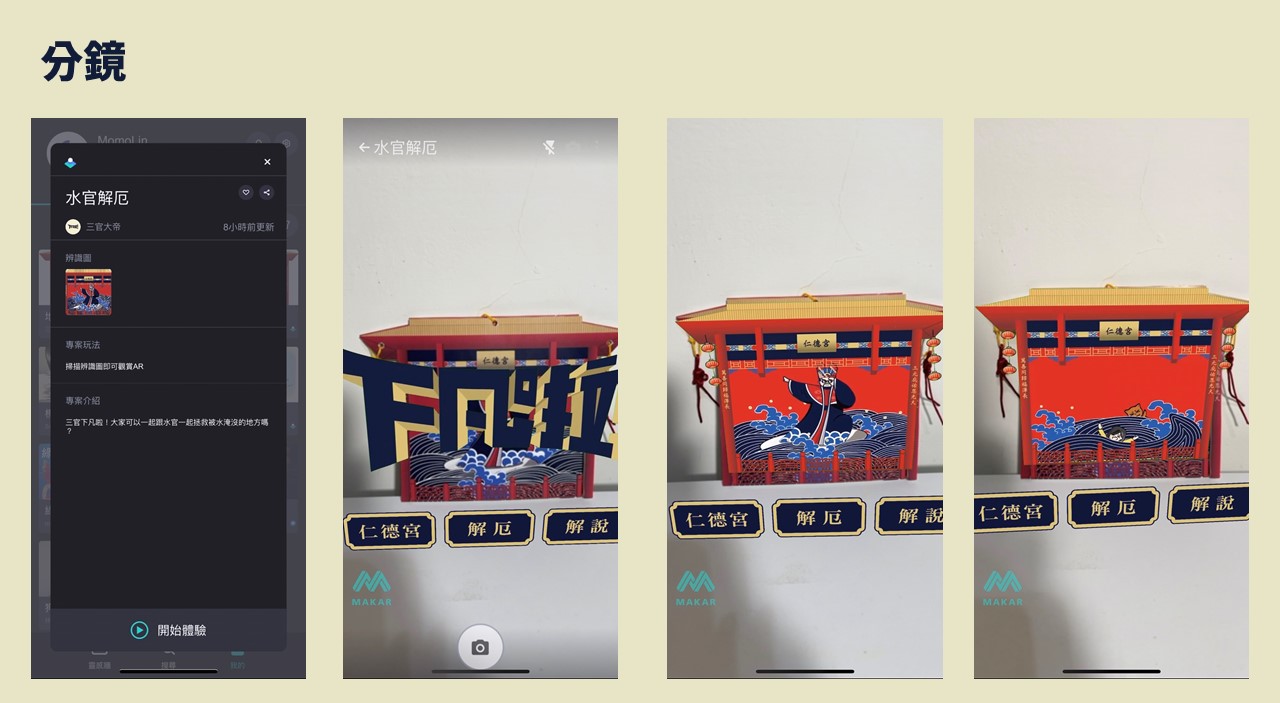 分鏡
MomoLin
水官解厄
三官大帝
8小時前更新
辨識圖
專案玩法
掃描辨識圖即可觀賞AR
專案介紹
三官下凡啦！大家可以一起跟水官一起拯救被水淹沒的地方嗎
？
開始體驗
靈感牆
搜尋
我的
水官解厄
仁德宮
下凡啦
仁德宮
解厄
解說
MAKAR
仁德宮
仁德宮
解厄
解說
MAKAR
仁德宮
仁德宮
解厄
解說
MAKAR